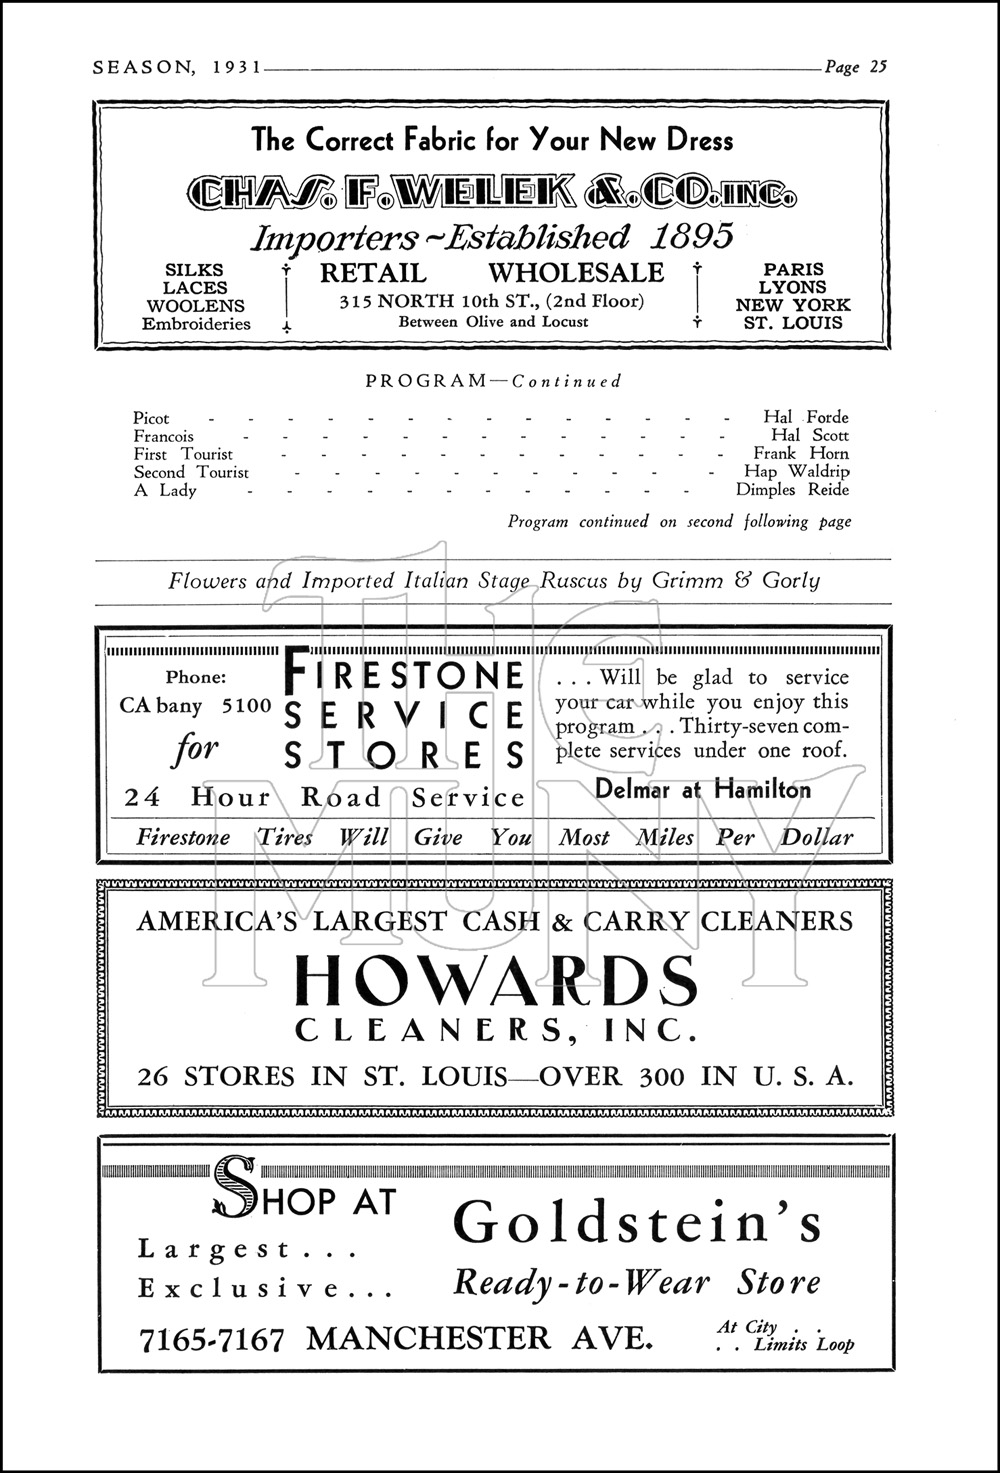 SEASON, 1931 Page 25
The Correct Fabric for Your New Dress
CHAS. F. WELEK & CO. INC.
Importers ~ Established 1895
SILKS
LACES
WOOLENS
Embroideries
RETAIL WHOLESALE
315 NORTH 10th ST., (2nd Floor)
Between Olive and Locust
PARIS
LYONS
NEW YORK
ST. LOUIS
PROGRAM—Continued
Picot - - - - - - - - - - - - - - Hal Forde
Francois - - - - - - - - - - - - - Hal Scott
First Tourist - - - - - - - - - - - - Frank Horn
Second Tourist - - - - - - - - - - - Hap Waldrip
A Lady - - - - - - - - - - - - Dimples Reide
Program continued on second following page
Flowers and Imported Italian Stage Ruscus by Grimm & Gorly
Phone:
CAbany 5100
for
FIRESTONE
SERVICE
STORES
24 Hour Road Service
. . . Will be glad to service
your car while you enjoy this
program . . . Thirty-seven com-
plete services under one roof.
Delmar at Hamilton
Firestone Tires Will Give You Most Miles Per Dollar
THE
MUNY
AMERICA'S LARGEST CASH & CARRY CLEANERS
HOWARDS
CLEANERS, INC.
26 STORES IN ST. LOUIS—OVER 300 IN U. S. A.
SHOP AT
Largest . . .
Exclusive . . .
Goldstein's
Ready-to-Wear Store
7165-7167 MANCHESTER AVE.
At City . .
. . Limits Loop